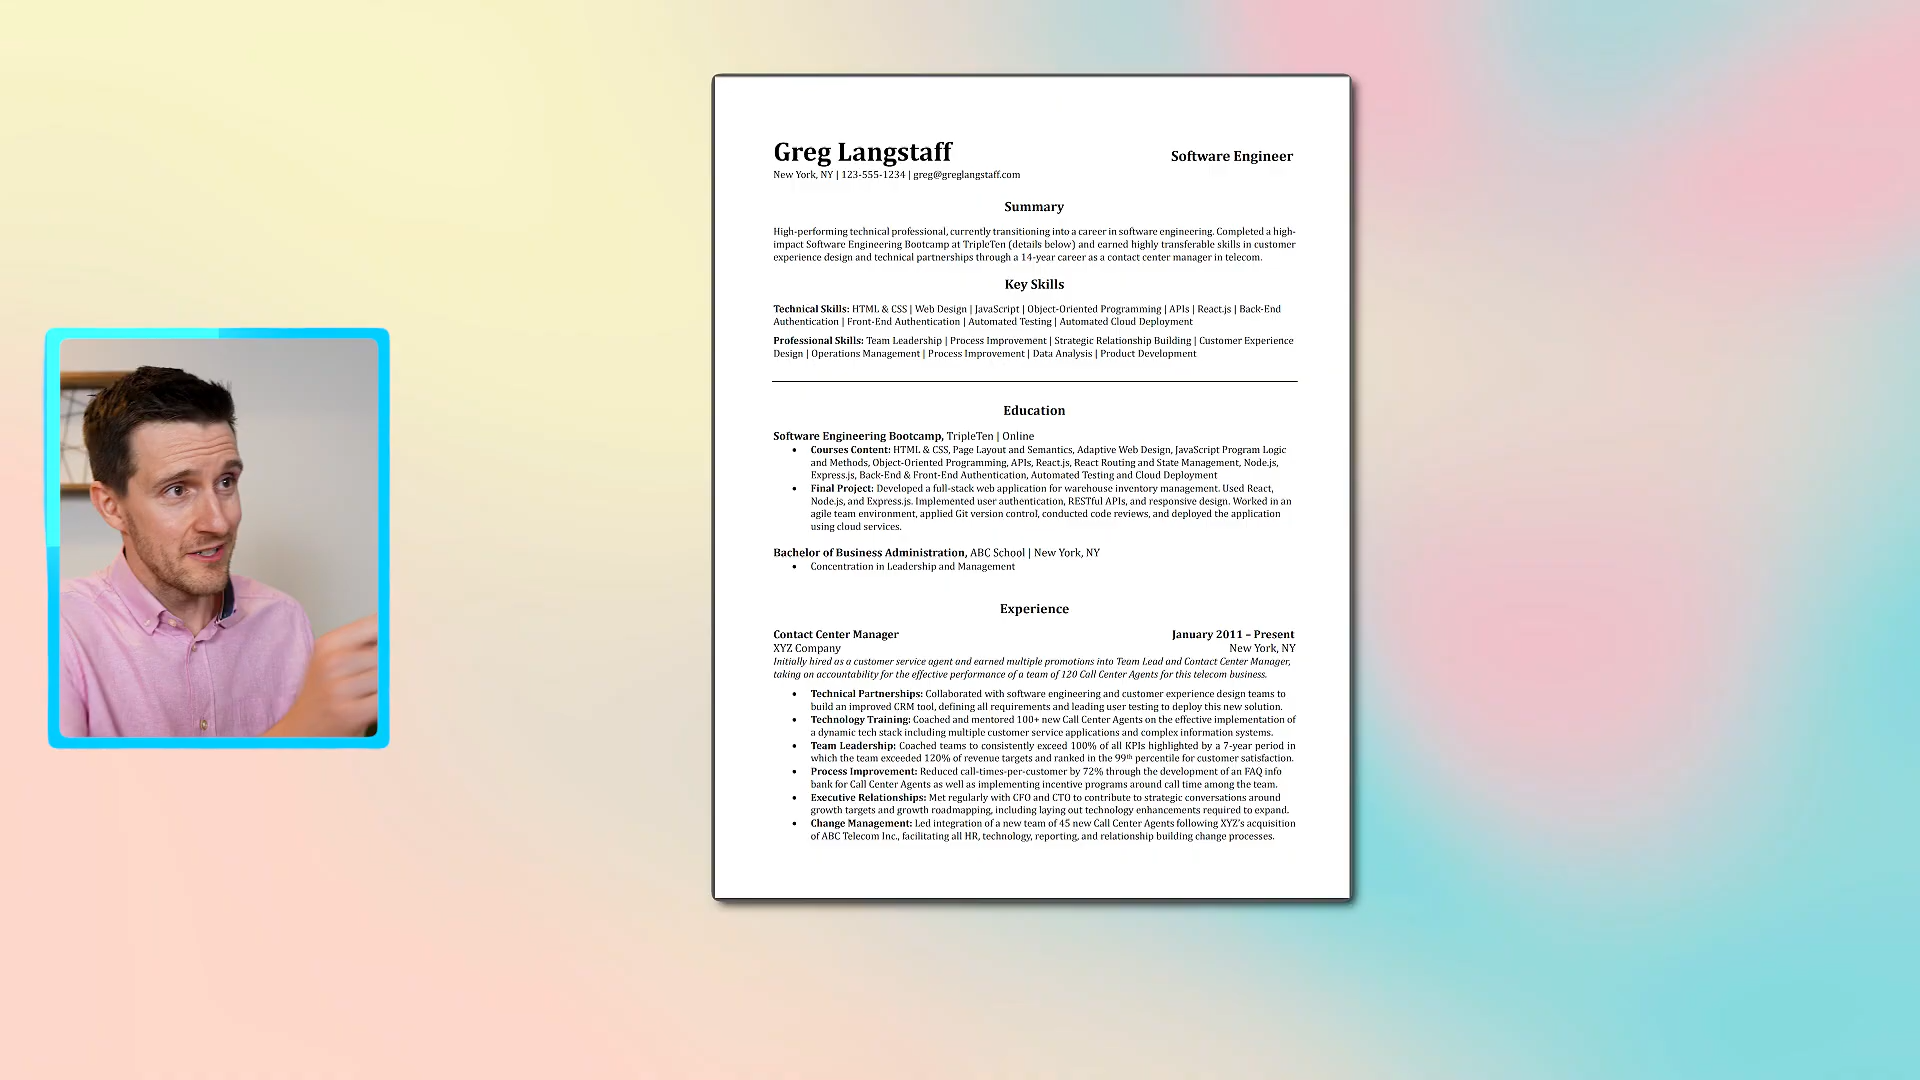 Greg Langstaff
Software Engineer
New York, NY | 123-555-1234 | greg@greglangstaff.com
Summary
High-performing technical professional, currently transitioning into a career in software engineering. Completed a high-
impact Software Engineering Bootcamp at TripleTen (details below) and earned highly transferable skills in customer
experience design and technical partnerships through a 14-year career as a contact center manager in telecom.
Key Skills
Technical Skills: HTML & CSS | Web Design | JavaScript | Object-Oriented Programming | APIs | React.js | Back-End
Authentication | Front-End Authentication | Automated Testing | Automated Cloud Deployment
Professional Skills: Team Leadership | Process Improvement | Strategic Relationship Building | Customer Experience
Design | Operations Management | Process Improvement | Data Analysis | Product Development
Education
Software Engineering Bootcamp, TripleTen | Online
• Courses Content: HTML & CSS, Page Layout and Semantics, Adaptive Web Design, JavaScript Program Logic
and Methods, Object-Oriented Programming, APIs, React.js, React Routing and State Management, Node.js,
Express.js, Back-End & Front-End Authentication, Automated Testing and Cloud Deployment
• Final Project: Developed a full-stack web application for warehouse inventory management. Used React,
Node.js, and Express.js. Implemented user authentication, RESTful APIs, and responsive design. Worked in an
agile team environment, applied Git version control, conducted code reviews, and deployed the application
using cloud services.
Bachelor of Business Administration, ABC School | New York, NY
• Concentration in Leadership and Management
Experience
Contact Center Manager January 2011 – Present
XYZ Company New York, NY
Initially hired as a customer service agent and earned multiple promotions into Team Lead and Contact Center Manager,
taking on accountability for the effective performance of a team of 120 Call Center Agents for this telecom business.
• Technical Partnerships: Collaborated with software engineering and customer experience design teams to
build an improved CRM tool, defining all requirements and leading user testing to deploy this new solution.
• Technology Training: Coached and mentored 100+ new Call Center Agents on the effective implementation of
a dynamic tech stack including multiple customer service applications and complex information systems.
• Team Leadership: Coached teams to consistently exceed 100% of all KPIs highlighted by a 7-year period in
which the team exceeded 120% of revenue targets and ranked in the 99th percentile for customer satisfaction.
• Process Improvement: Reduced call-times-per-customer by 72% through the development of an FAQ info
bank for Call Center Agents as well as implementing incentive programs around call time among the team.
• Executive Relationships: Met regularly with CFO and CTO to contribute to strategic conversations around
growth targets and growth roadmapping, including laying out technology enhancements required to expand.
• Change Management: Led integration of a new team of 45 new Call Center Agents following XYZ's acquisition
of ABC Telecom Inc., facilitating all HR, technology, reporting, and relationship building change processes.